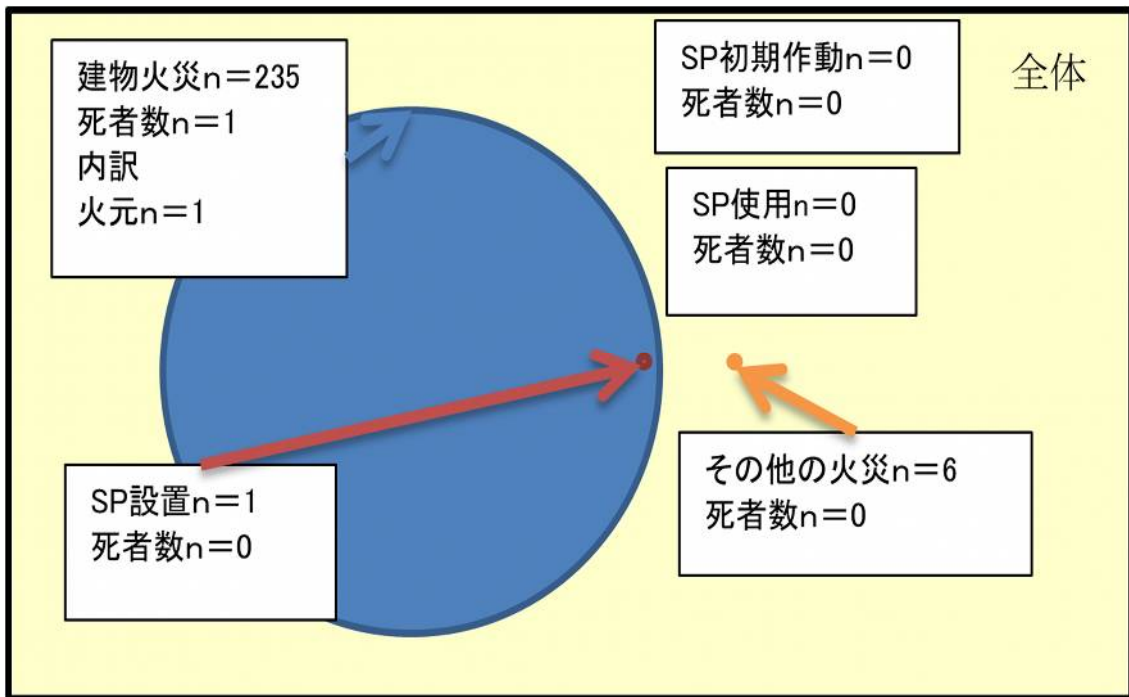 建物火災n＝235
死者数n＝1
内訳
火元n＝1
SP初期作動n＝0
死者数n＝0
全体
SP使用n＝0
死者数n＝0
SP設置n＝1
死者数n＝0
その他の火災n＝6
死者数n＝0